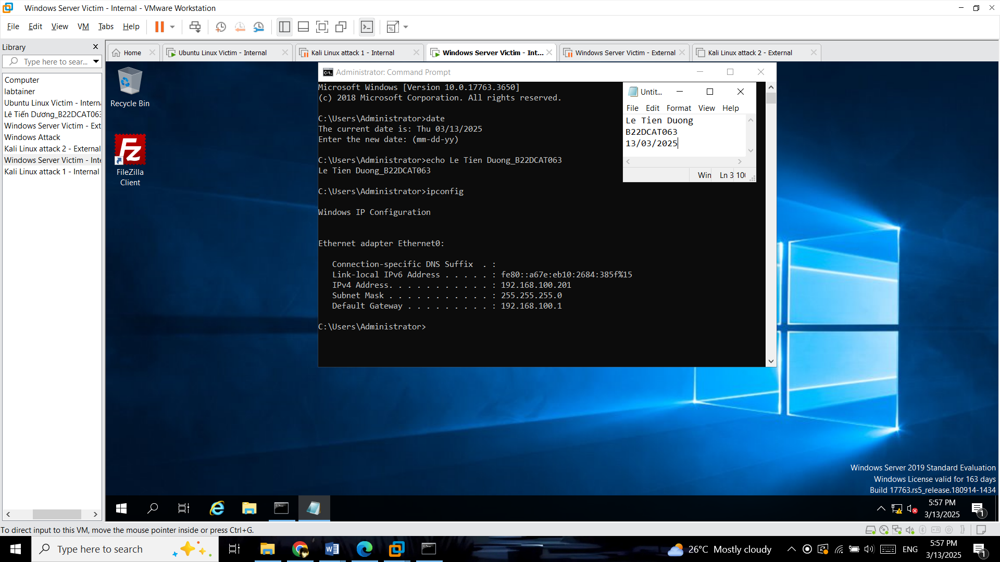 Windows Server Victim - Internal - VMware Workstation
File Edit View VM Tabs Help
Library
Type here to sear...
Computer
labtainer
Ubuntu Linux Victim - Interna
Lê Tiến Dương_B22DCAT063
Windows Server Victim - Ext
Windows Attack
Kali Linux attack 2 - External
Windows Server Victim - Inte
Kali Linux attack 1 - Internal
Home
Ubuntu Linux Victim - Internal
Kali Linux attack 1 - Internal
Windows Server Victim - Int...
Windows Server Victim - External
Kali Linux attack 2 - External
Recycle Bin
FileZilla
Client
Administrator: Command Prompt
Microsoft Windows [Version 10.0.17763.3650]
(c) 2018 Microsoft Corporation. All rights reserved.
C:\Users\Administrator>date
The current date is: Thu 03/13/2025
Enter the new date: (mm-dd-yy)
C:\Users\Administrator>echo Le Tien Duong_B22DCAT063
Le Tien Duong_B22DCAT063
C:\Users\Administrator>ipconfig
Windows IP Configuration
Ethernet adapter Ethernet0:
Connection-specific DNS Suffix  . :
Link-local IPv6 Address . . . . . : fe80::a67e:eb10:2684:385f%15
IPv4 Address. . . . . . . . . . . : 192.168.100.201
Subnet Mask . . . . . . . . . . . : 255.255.255.0
Default Gateway . . . . . . . . . : 192.168.100.1
C:\Users\Administrator>
Untit...
File Edit Format View Help
Le Tien Duong
B22DCAT063
13/03/2025
Win Ln 3 100
Windows Server 2019 Standard Evaluation
Windows License valid for 163 days
Build 17763.rs5_release.180914-1434
5:57 PM
3/13/2025
1
To direct input to this VM, move the mouse pointer inside or press Ctrl+G.
Type here to search
26°C Mostly cloudy
ENG
5:57 PM
3/13/2025
1